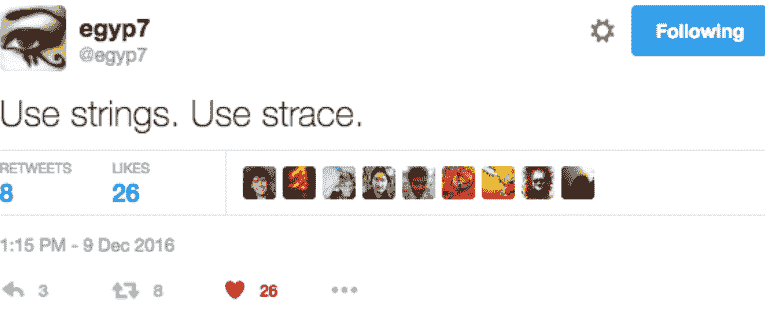 egyp7
@egyp7
Following
Use strings. Use strace.
RETWEETS LIKES
8 26
1:15 PM - 9 Dec 2016
3 8 26